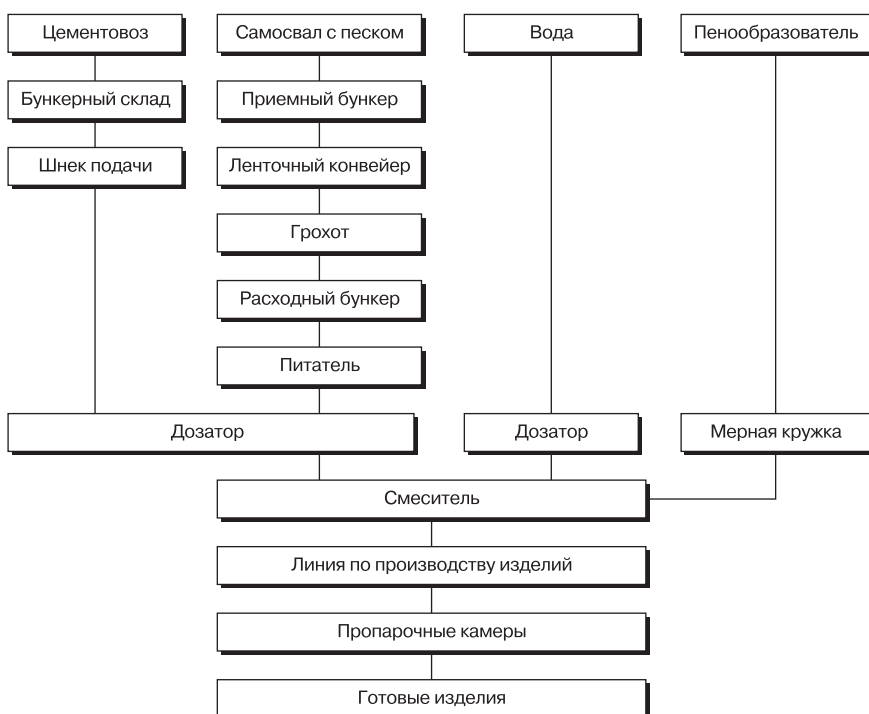 Цементовоз
Самосвал с песком
Вода
Пенообразователь
Бункерный склад
Приемный бункер
Шнек подачи
Ленточный конвейер
Грохот
Расходный бункер
Питатель
Дозатор
Дозатор
Мерная кружка
Смеситель
Линия по производству изделий
Пропарочные камеры
Готовые изделия